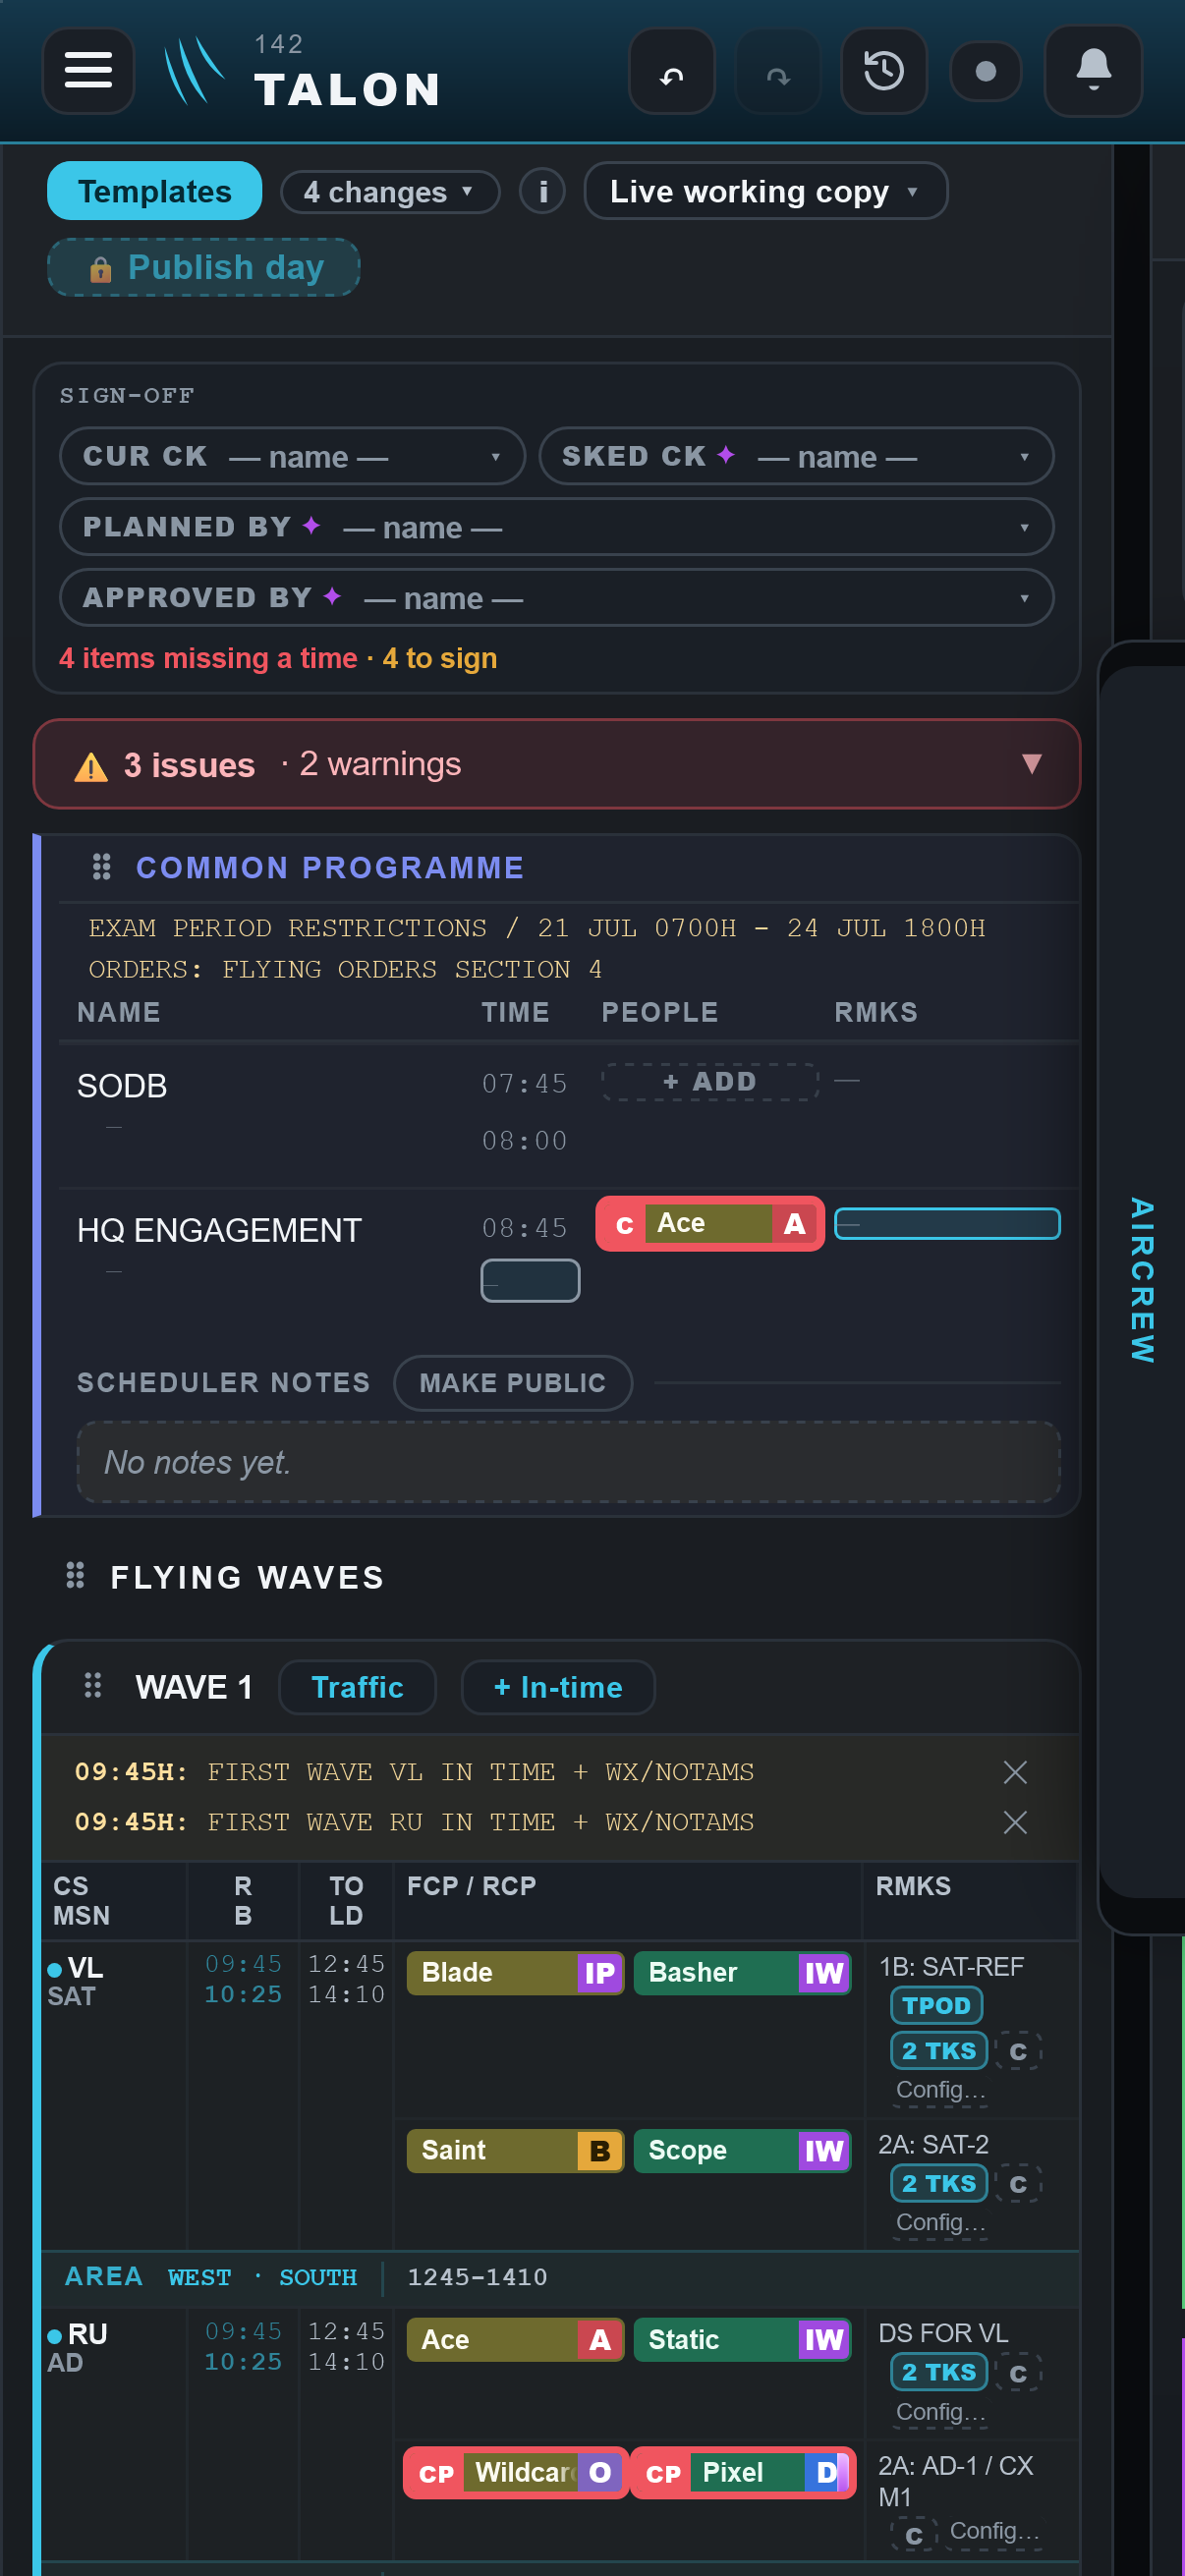 142
TALON
Templates 4 changes ▾ i Live working copy ▾
Publish day
SIGN-OFF
CUR CK — name — ▾ SKED CK ✦ — name — ▾
PLANNED BY ✦ — name — ▾
APPROVED BY ✦ — name — ▾
4 items missing a time · 4 to sign
3 issues · 2 warnings ▼
COMMON PROGRAMME
EXAM PERIOD RESTRICTIONS / 21 JUL 0700H - 24 JUL 1800H
ORDERS: FLYING ORDERS SECTION 4
NAME TIME PEOPLE RMKS
SODB 07:45 + ADD —
— 08:00
HQ ENGAGEMENT 08:45 C Ace A —
— —
SCHEDULER NOTES MAKE PUBLIC
No notes yet.
FLYING WAVES
WAVE 1 Traffic + In-time
09:45H: FIRST WAVE VL IN TIME + WX/NOTAMS
09:45H: FIRST WAVE RU IN TIME + WX/NOTAMS
CS R TO FCP / RCP RMKS
MSN B LD
VL 09:45 12:45 Blade IP Basher IW 1B: SAT-REF
SAT 10:25 14:10 TPOD
2 TKS C
Config...
Saint B Scope IW 2A: SAT-2
2 TKS C
Config...
AREA WEST · SOUTH 1245-1410
RU 09:45 12:45 Ace A Static IW DS FOR VL
AD 10:25 14:10 2 TKS C
Config...
CP Wildcar O CP Pixel D 2A: AD-1 / CX
M1
C Config...
AIRCREW